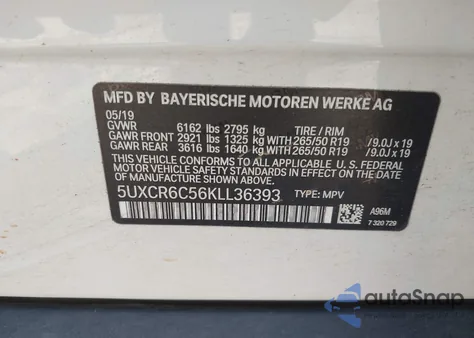 MFD BY BAYERISCHE MOTOREN WERKE AG
05/19
GVWR 6162 lbs 2795 kg TIRE / RIM
GAWR FRONT 2921 lbs 1325 kg 265/50 R19 /9.0J x 19
GAWR REAR 3616 lbs 1640 kg 265/50 R19 /9.0J x 19
THIS VEHICLE CONFORMS TO ALL APPLICABLE U. S. FEDERAL
MOTOR VEHICLE SAFETY STANDARDS IN EFFECT ON THE DATE
OF MANUFACTURE SHOWN ABOVE.
5UXCR6C56KLL36393 TYPE: MPV
A96M
7 320 729
autoSnap